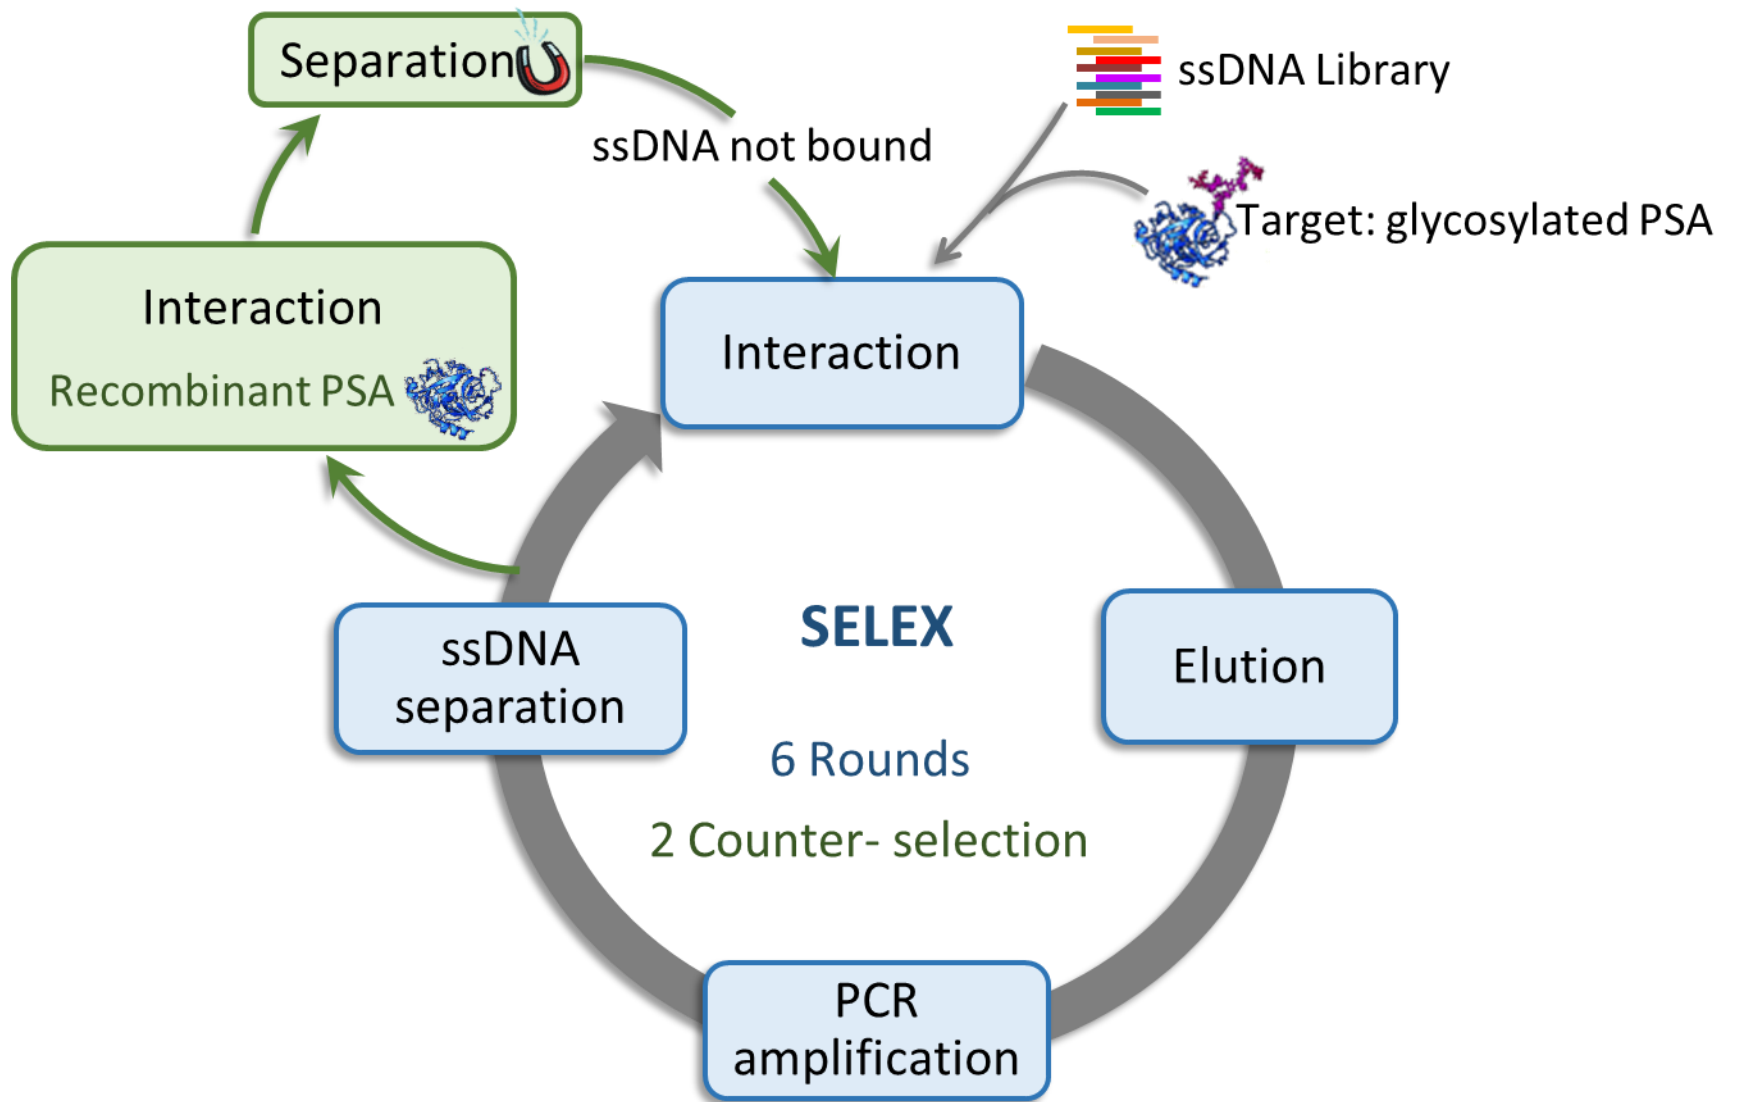 Separation
ssDNA not bound
ssDNA Library
Target: glycosylated PSA
Interaction
Recombinant PSA
Interaction
ssDNA
separation
SELEX
6 Rounds
2 Counter- selection
Elution
PCR
amplification